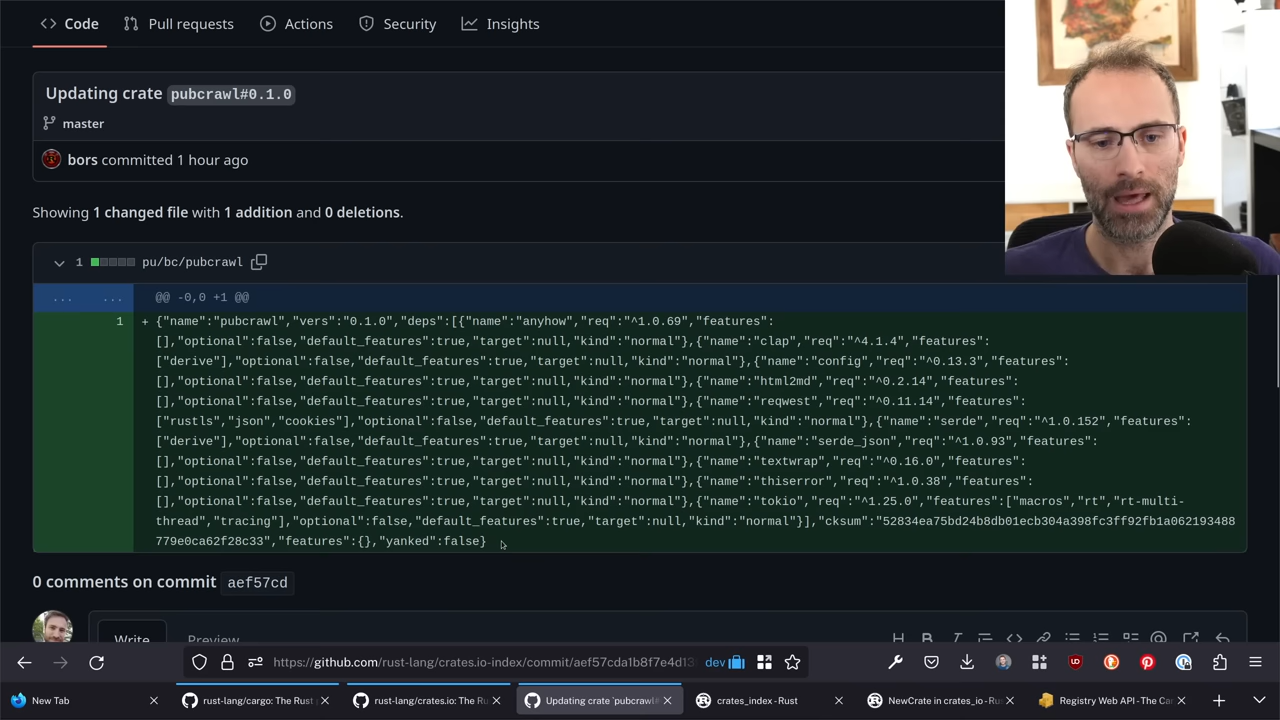 Code
Pull requests
Actions
Security
Insights
Updating crate pubcrawl#0.1.0
master
bors committed 1 hour ago
Showing 1 changed file with 1 addition and 0 deletions.
1 pu/bc/pubcrawl
... ... @@ -0,0 +1 @@
1 + {"name":"pubcrawl","vers":"0.1.0","deps":[{"name":"anyhow","req":"^1.0.69","features":
[],"optional":false,"default_features":true,"target":null,"kind":"normal"},{"name":"clap","req":"^4.1.4","features":
["derive"],"optional":false,"default_features":true,"target":null,"kind":"normal"},{"name":"config","req":"^0.13.3","features":
[],"optional":false,"default_features":true,"target":null,"kind":"normal"},{"name":"html2md","req":"^0.2.14","features":
[],"optional":false,"default_features":true,"target":null,"kind":"normal"},{"name":"reqwest","req":"^0.11.14","features":
["rustls","json","cookies"],"optional":false,"default_features":true,"target":null,"kind":"normal"},{"name":"serde","req":"^1.0.152","features":
["derive"],"optional":false,"default_features":true,"target":null,"kind":"normal"},{"name":"serde_json","req":"^1.0.93","features":
[],"optional":false,"default_features":true,"target":null,"kind":"normal"},{"name":"textwrap","req":"^0.16.0","features":
[],"optional":false,"default_features":true,"target":null,"kind":"normal"},{"name":"thiserror","req":"^1.0.38","features":
[],"optional":false,"default_features":true,"target":null,"kind":"normal"},{"name":"tokio","req":"^1.25.0","features":["macros","rt","rt-multi-
thread","tracing"],"optional":false,"default_features":true,"target":null,"kind":"normal"}],"cksum":"52834ea75bd24b8db01ecb304a398fc3ff92fb1a062193488
779e0ca62f28c33","features":{},"yanked":false}
0 comments on commit aef57cd
Write
Preview
https://github.com/rust-lang/crates.io-index/commit/aef57cda1b8f7e4d13
dev
New Tab
rust-lang/cargo: The Rust
rust-lang/crates.io: The Ru
Updating crate `pubcrawl#
crates_index - Rust
NewCrate in crates_io - Ru
Registry Web API - The Car